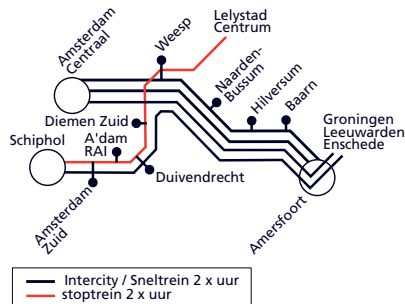 Amsterdam
Centraal
Weesp
Lelystad
Centrum
Naarden-
Bussum
Hilversum
Baarn
Diemen Zuid
Groningen
Leeuwarden
Enschede
Schiphol
A'dam
RAI
Duivendrecht
Amsterdam
Zuid
Amersfoort
Intercity / Sneltrein 2 x uur
stoptrein 2 x uur